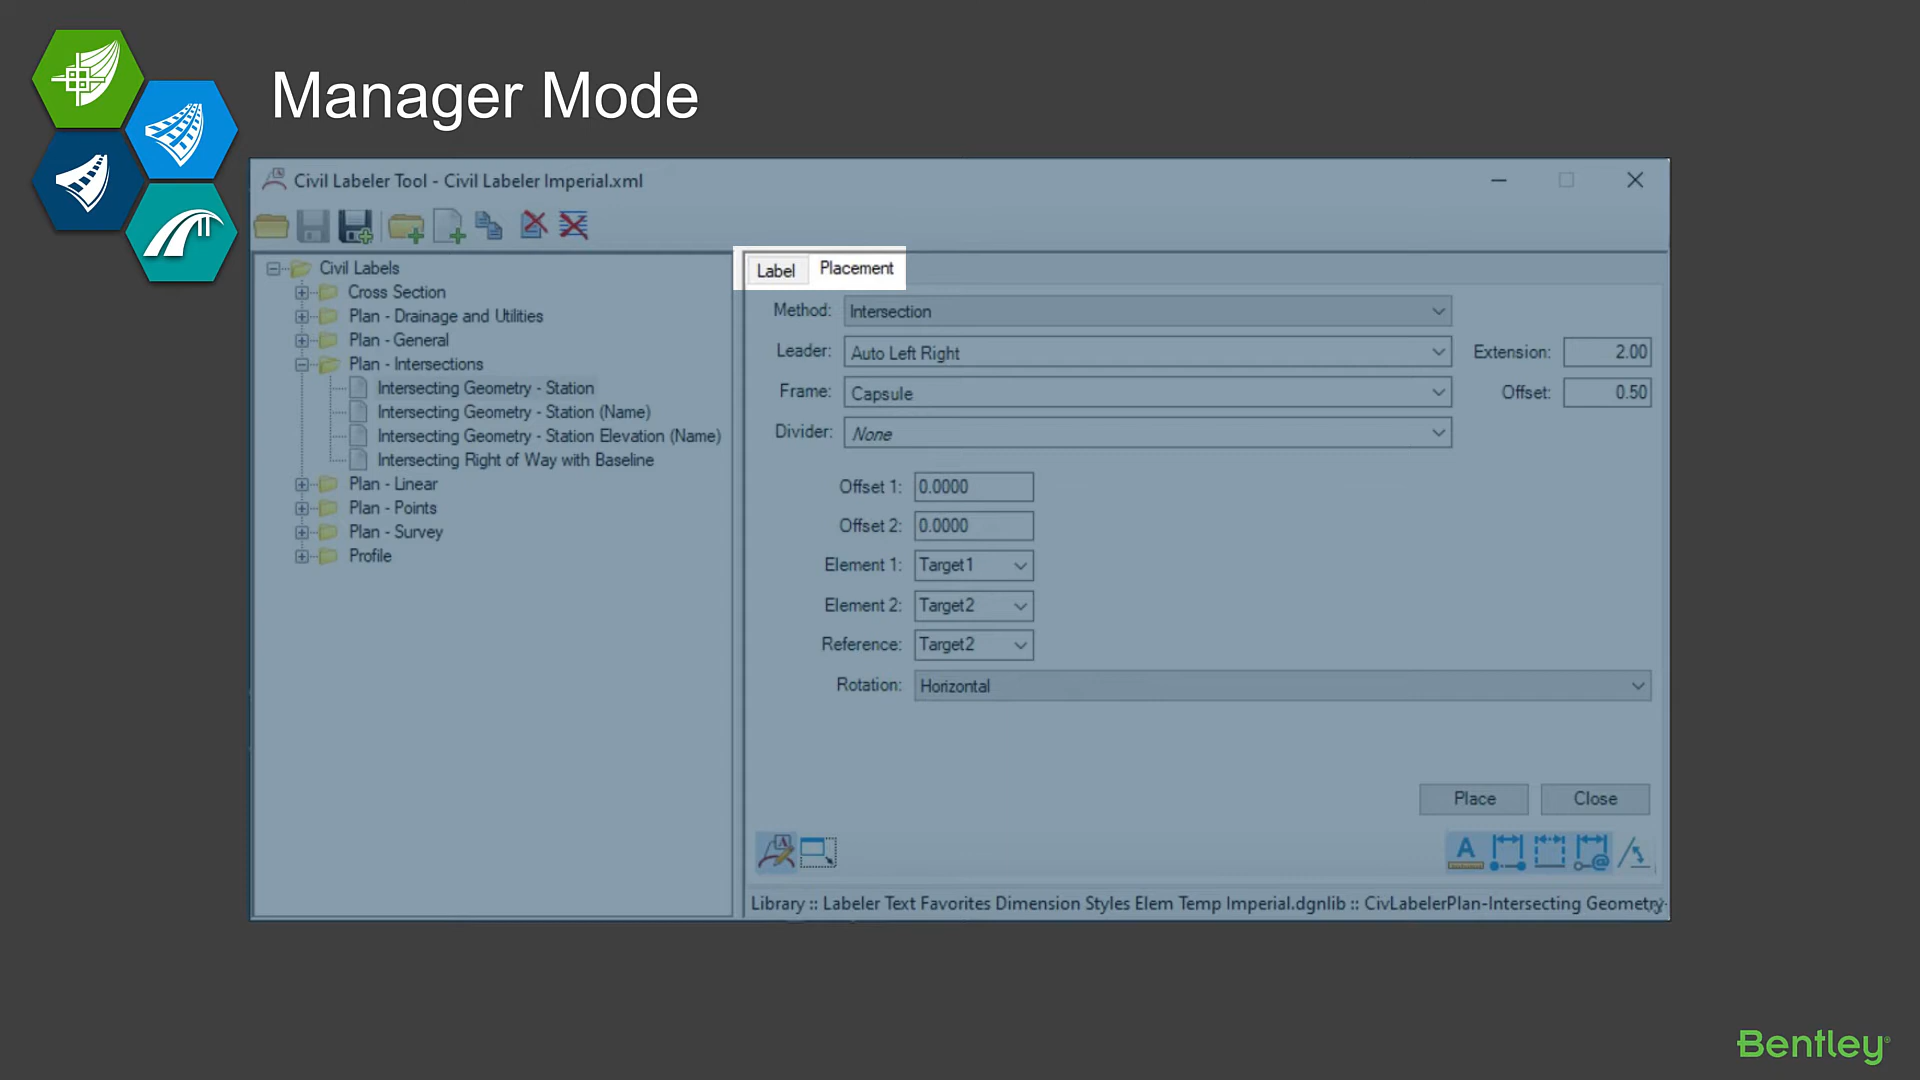 Manager Mode
Civil Labeler Tool - Civil Labeler Imperial.xml
Civil Labels
Cross Section
Plan - Drainage and Utilities
Plan - General
Plan - Intersections
Intersecting Geometry - Station
Intersecting Geometry - Station (Name)
Intersecting Geometry - Station Elevation (Name)
Intersecting Right of Way with Baseline
Plan - Linear
Plan - Points
Plan - Survey
Profile
Label Placement
Method: Intersection
Leader: Auto Left Right Extension: 2.00
Frame: Capsule Offset: 0.50
Divider: None
Offset 1: 0.0000
Offset 2: 0.0000
Element 1: Target1
Element 2: Target2
Reference: Target2
Rotation: Horizontal
Place Close
Library :: Labeler Text Favorites Dimension Styles Elem Temp Imperial.dgnlib :: CivLabelerPlan-Intersecting Geometry
Bentley